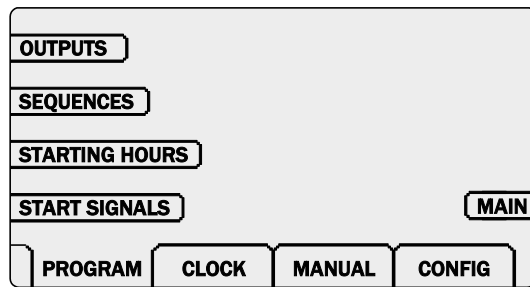 OUTPUTS
SEQUENCES
STARTING HOURS
START SIGNALS MAIN
PROGRAM CLOCK MANUAL CONFIG